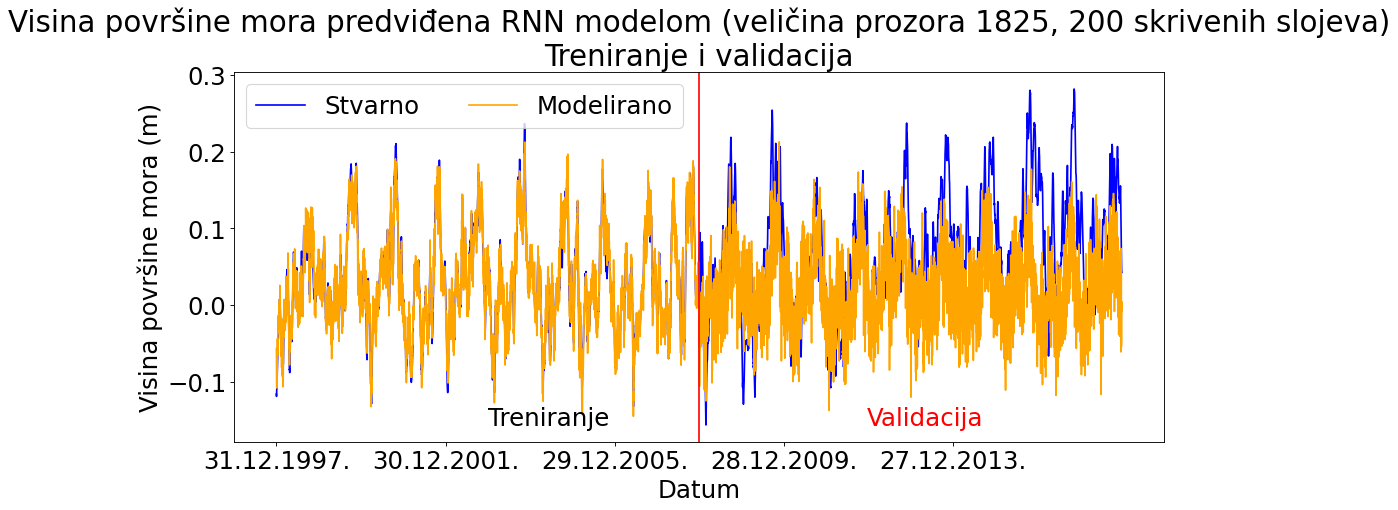 Visina površine mora predviđena RNN modelom (veličina prozora 1825, 200 skrivenih slojeva)
Treniranje i validacija
Stvarno
Modelirano
Visina površine mora (m)
0.3
0.2
0.1
0.0
−0.1
Treniranje
Validacija
31.12.1997.
30.12.2001.
29.12.2005.
28.12.2009.
27.12.2013.
Datum